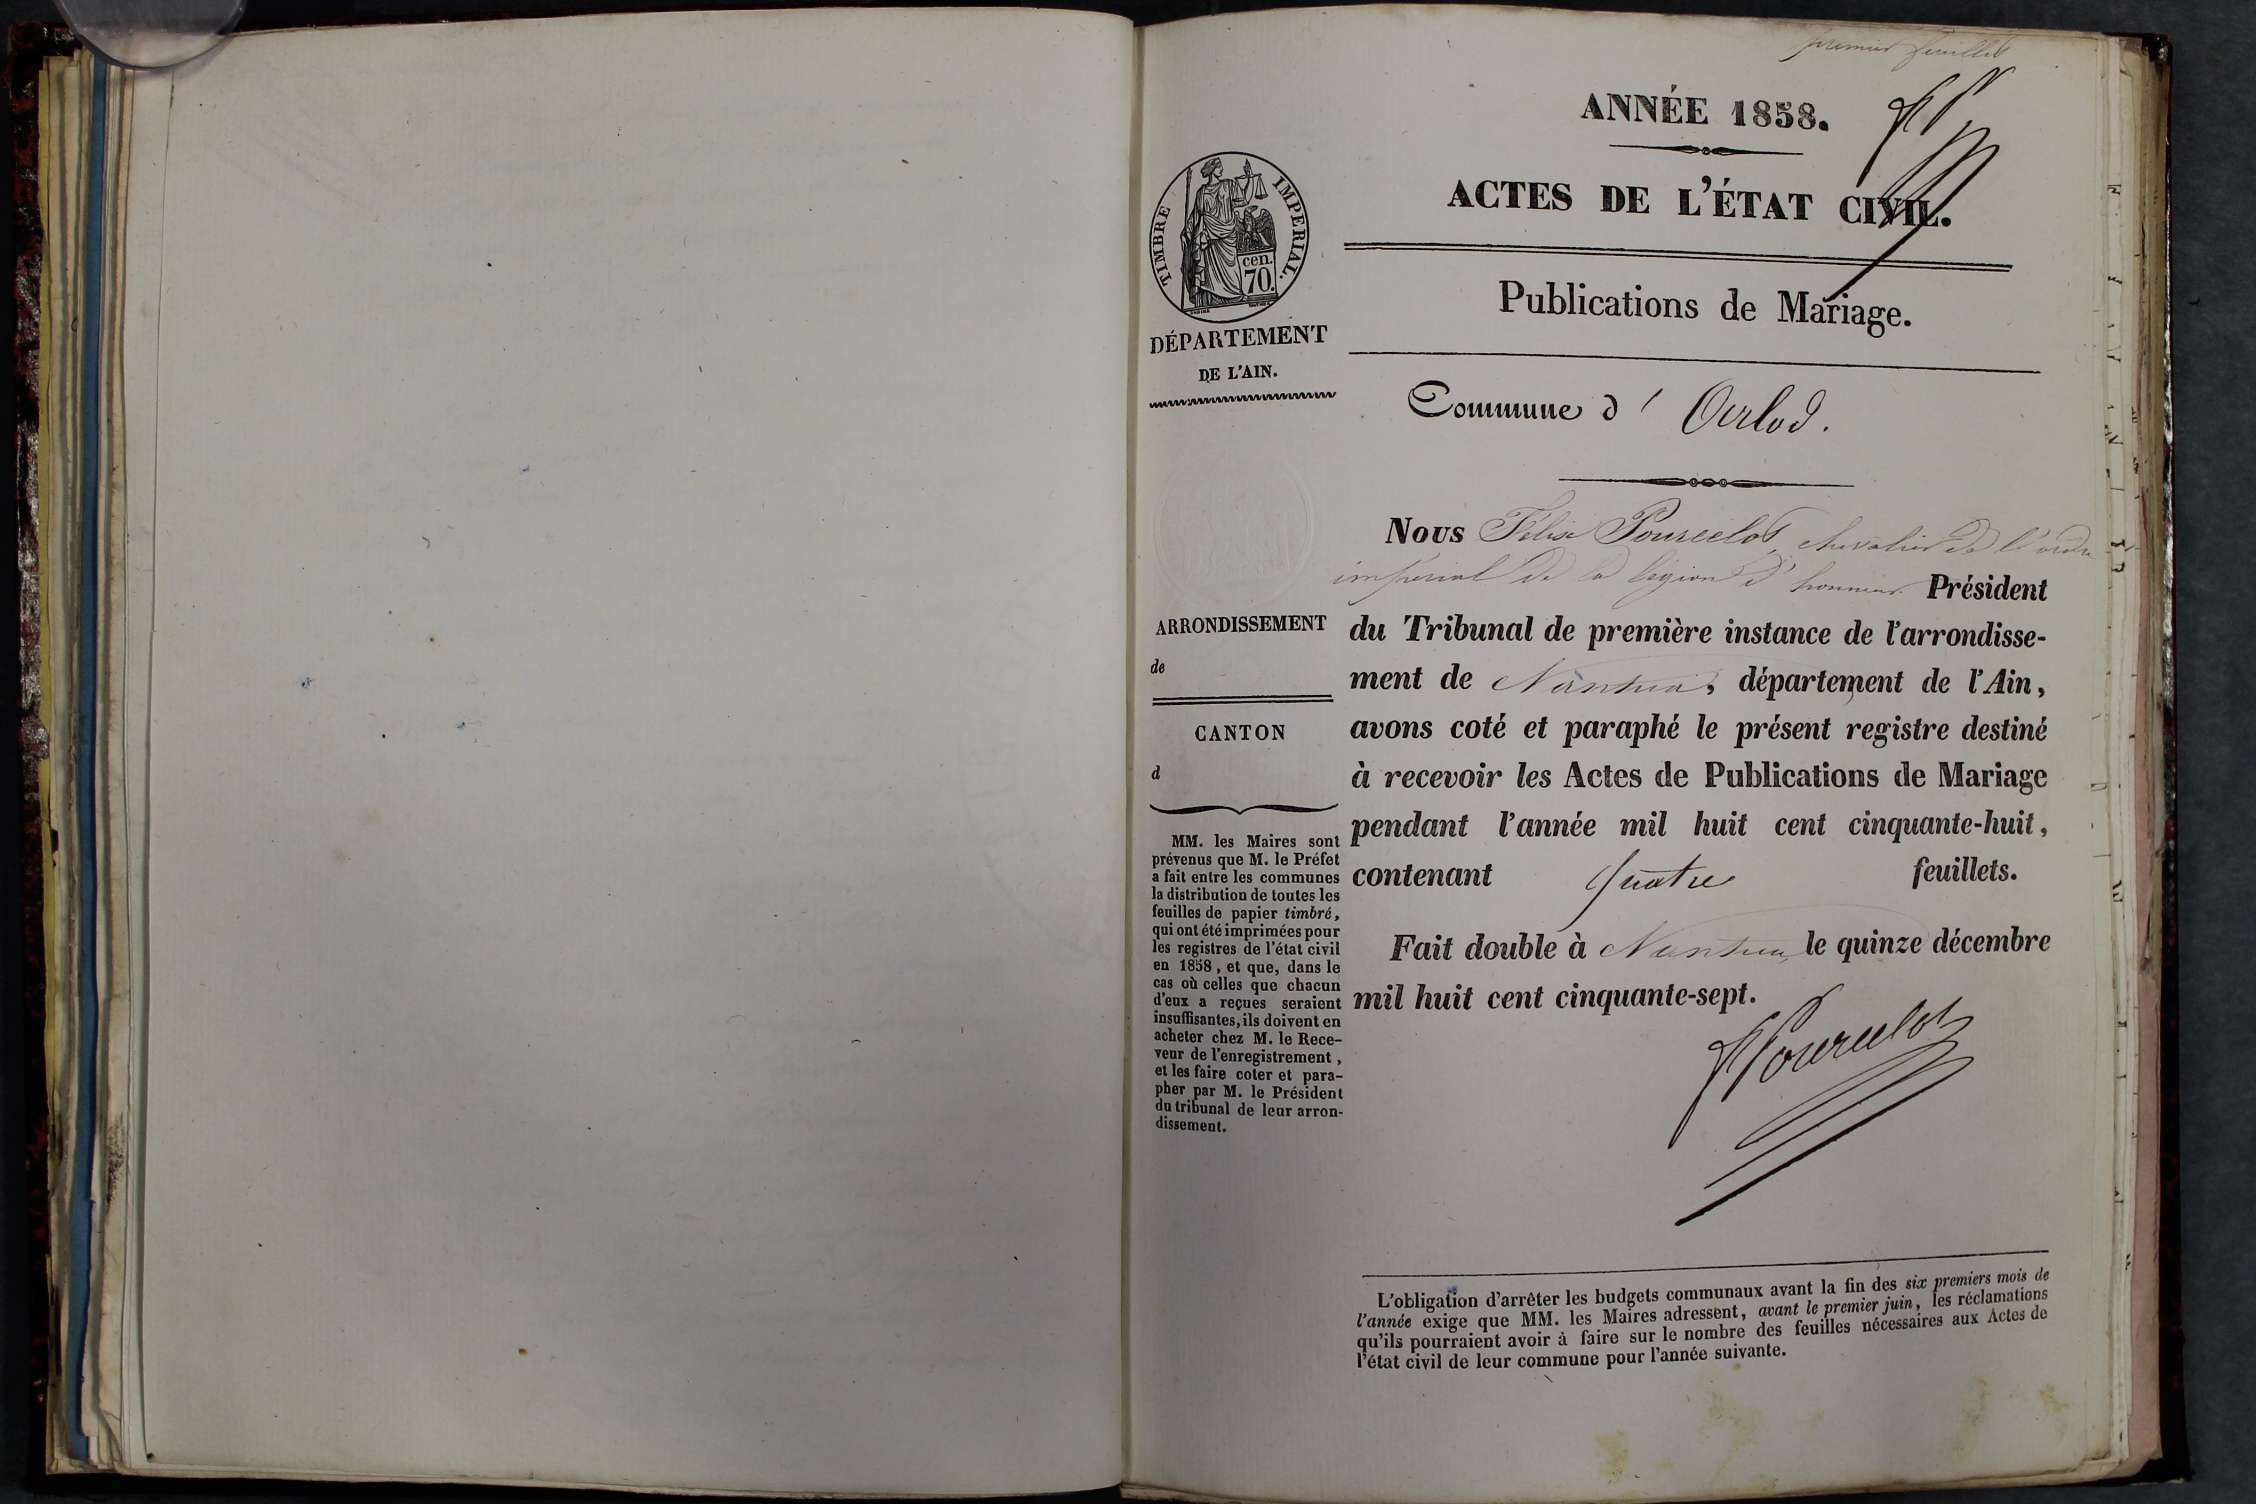 premier feuillet
ANNÉE 1858.
ACTES DE L'ÉTAT CIVIL.
Publications de Mariage.
Commune d' Arlod.
TIMBRE IMPERIAL.
cen.
70.
DÉPARTEMENT
DE L'AIN.
ARRONDISSEMENT
de
CANTON
d
MM. les Maires sont
prévenus que M. le Préfet
a fait entre les communes
la distribution de toutes les
feuilles de papier timbré,
qui ont été imprimées pour
les registres de l'état civil
en 1858, et que, dans le
cas où celles que chacun
d'eux a reçues seraient
insuffisantes, ils doivent en
acheter chez M. le Rece-
veur de l'enregistrement,
et les faire coter et para-
pher par M. le Président
du tribunal de leur arron-
dissement.
Nous Félix Pourcelot, chevalier de l'ordre
impérial de la légion d'honneur Président
du Tribunal de première instance de l'arrondisse-
ment de Nantua, département de l'Ain,
avons coté et paraphé le présent registre destiné
à recevoir les Actes de Publications de Mariage
pendant l'année mil huit cent cinquante-huit,
contenant quatre feuillets.
Fait double à Nantua le quinze décembre
mil huit cent cinquante-sept.
Pourcelot
L'obligation d'arrêter les budgets communaux avant la fin des six premiers mois de
l'année exige que MM. les Maires adressent, avant le premier juin, les réclamations
qu'ils pourraient avoir à faire sur le nombre des feuilles nécessaires aux Actes de
l'état civil de leur commune pour l'année suivante.